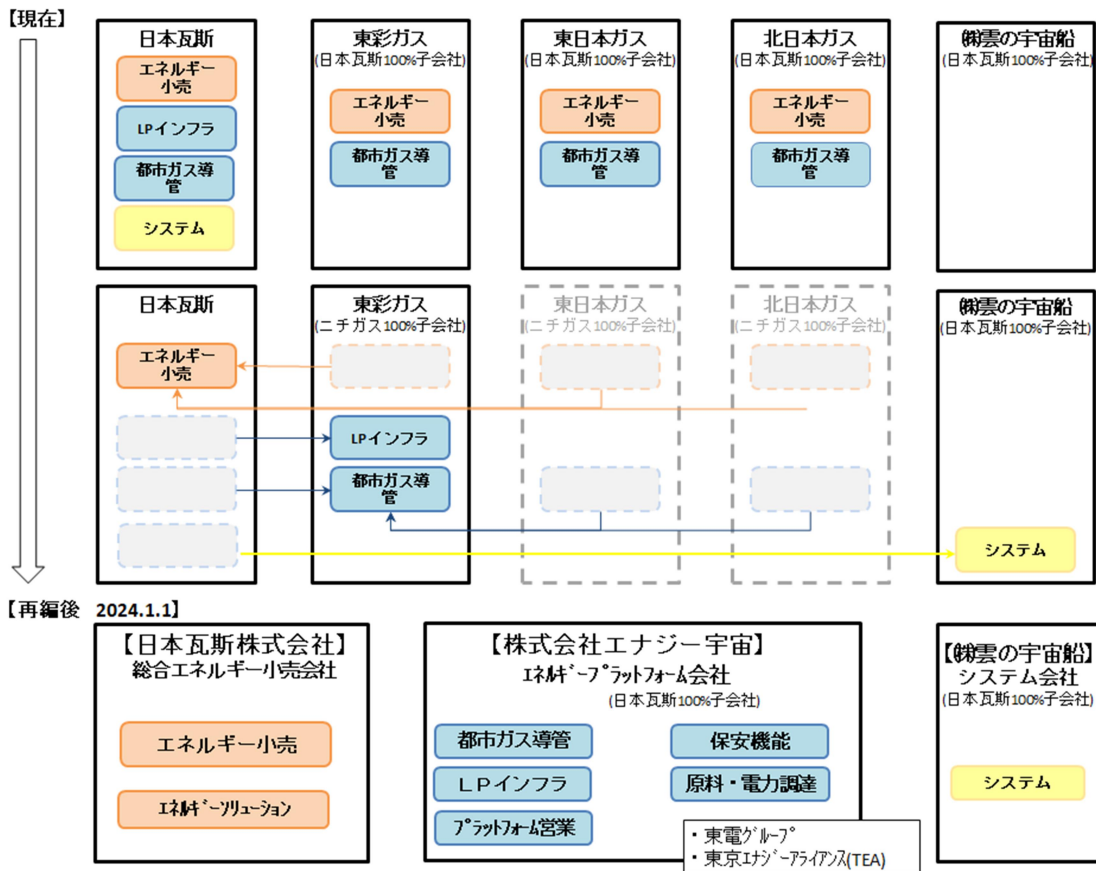 【現在】
日本瓦斯
エネルギー
小売
LPインフラ
都市ガス導
管
システム
東彩ガス
(日本瓦斯100%子会社)
エネルギー
小売
都市ガス導
管
東日本ガス
(日本瓦斯100%子会社)
エネルギー
小売
都市ガス導
管
北日本ガス
(日本瓦斯100%子会社)
エネルギー
小売
都市ガス導
管
㈱雲の宇宙船
(日本瓦斯100%子会社)
日本瓦斯
エネルギー
小売
東彩ガス
(ニチガス100%子会社)
LPインフラ
都市ガス導
管
東日本ガス
(ニチガス100%子会社)
北日本ガス
(ニチガス100%子会社)
㈱雲の宇宙船
(日本瓦斯100%子会社)
システム
【再編後 2024.1.1】
【日本瓦斯株式会社】
総合エネルギー小売会社
エネルギー小売
ｴﾈﾙｷﾞｰｿﾘｭｰｼｮﾝ
【株式会社エナジー宇宙】
ｴﾈﾙｷﾞｰﾌﾟﾗｯﾄﾌｫｰﾑ会社
(日本瓦斯100%子会社)
都市ガス導管
ＬＰインフラ
ﾌﾟﾗｯﾄﾌｫｰﾑ営業
保安機能
原料・電力調達
・東電ｸﾞﾙｰﾌﾟ
・東京ｴﾅｼﾞｰｱﾗｲｱﾝｽ(TEA)
【㈱雲の宇宙船】
システム会社
(日本瓦斯100%子会社)
システム